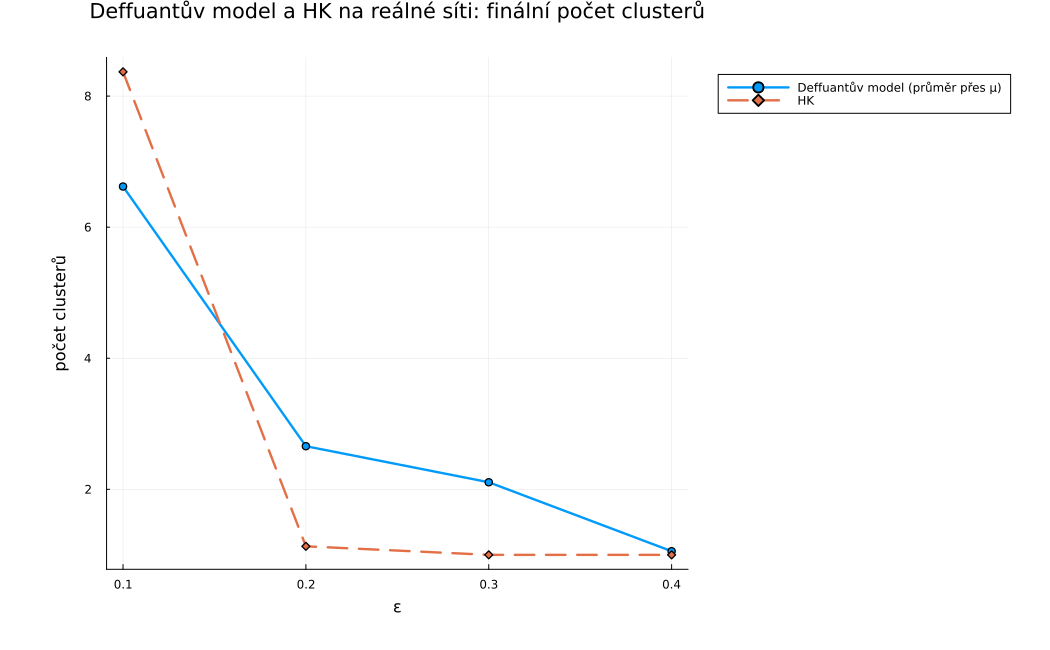 Deffuantův model a HK na reálné síti: finální počet clusterů
Deffuantův model (průměr přes μ)
HK
počet clusterů
8
6
4
2
0.1
0.2
0.3
0.4
ε